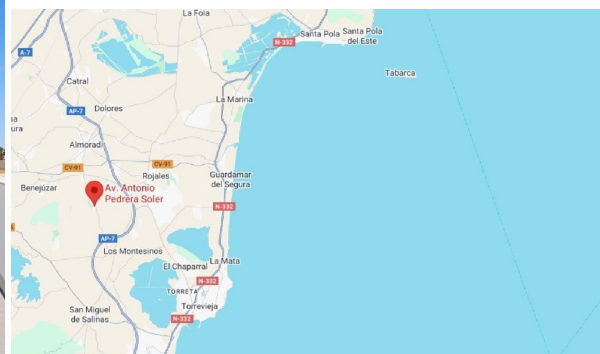 La Foia
N-332
Santa Pola
Santa Pola
del Este
A-7
Tabarca
Catral
La Marina
AP-7
Dolores
ura
Almoradí
CV-91
CV-91
Rojales
Guardamar
del Segura
Benejúzar
Av. Antonio
Pedrera Soler
N-332
AP-7
Los Montesinos
El Chaparral
La Mata
N-332
TORRETA
Torrevieja
San Miguel
de Salinas
N-332